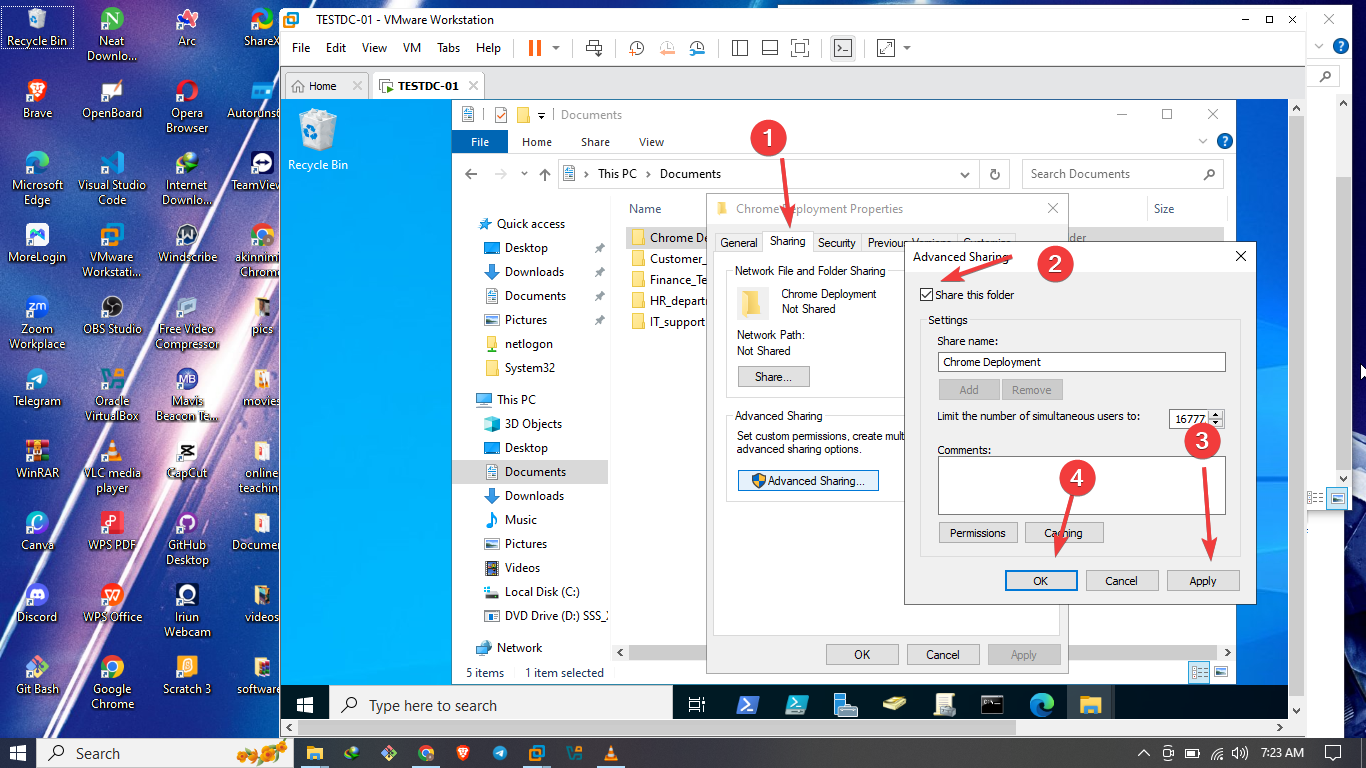 Recycle Bin
Neat
Downlo...
Arc
ShareX
Brave
OpenBoard
Opera
Browser
Autoruns6
Microsoft
Edge
Visual Studio
Code
Internet
Downlo...
TeamView
MoreLogin
VMware
Workstati...
Windscribe
akinnimi
Chrome
Zoom
Workplace
OBS Studio
Free Video
Compressor
pics
Telegram
Oracle
VirtualBox
Mavis
Beacon Te...
movies
WinRAR
VLC media
player
CapCut
online
teaching
Canva
WPS PDF
GitHub
Desktop
Document
Discord
WPS Office
Iriun
Webcam
videos
Git Bash
Google
Chrome
Scratch 3
software
TESTDC-01 - VMware Workstation
File Edit View VM Tabs Help
Home
TESTDC-01
Recycle Bin
Documents
File Home Share View
This PC > Documents
Search Documents
Name
Size
Quick access
Desktop
Downloads
Documents
Pictures
netlogon
System32
This PC
3D Objects
Desktop
Documents
Downloads
Music
Pictures
Videos
Local Disk (C:)
DVD Drive (D:) SSS_
Network
Chrome De
Customer_
Finance_Te
HR_depart
IT_support
der
5 items 1 item selected
Chrome Deployment Properties
General Sharing Security Previous Versions Customize
Network File and Folder Sharing
Chrome Deployment
Not Shared
Network Path:
Not Shared
Share...
Advanced Sharing
Set custom permissions, create mult
advanced sharing options.
Advanced Sharing...
OK Cancel Apply
Advanced Sharing
Share this folder
Settings
Share name:
Chrome Deployment
Add Remove
Limit the number of simultaneous users to:
16777
Comments:
Permissions Caching
OK Cancel Apply
1
2
3
4
Type here to search
Search
7:23 AM